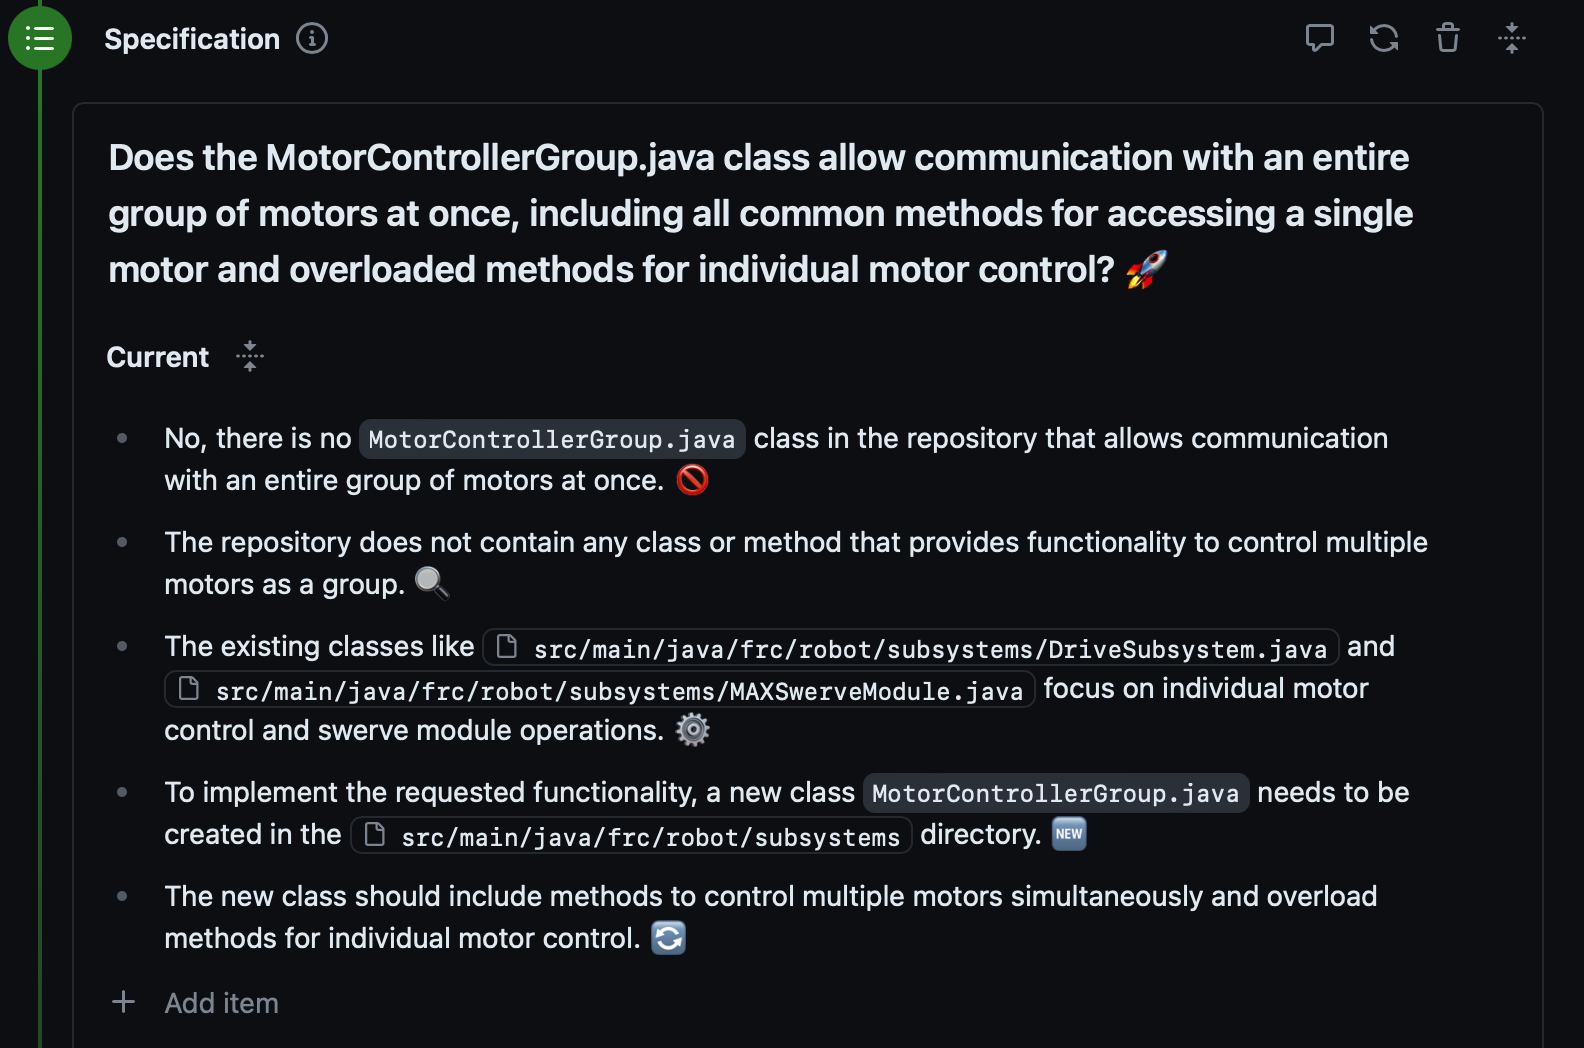 Specification
Does the MotorControllerGroup.java class allow communication with an entire
group of motors at once, including all common methods for accessing a single
motor and overloaded methods for individual motor control? 🚀
Current
No, there is no MotorControllerGroup.java class in the repository that allows communication
with an entire group of motors at once. 🚫
The repository does not contain any class or method that provides functionality to control multiple
motors as a group. 🔍
The existing classes like src/main/java/frc/robot/subsystems/DriveSubsystem.java and
src/main/java/frc/robot/subsystems/MAXSwerveModule.java focus on individual motor
control and swerve module operations. ⚙️
To implement the requested functionality, a new class MotorControllerGroup.java needs to be
created in the src/main/java/frc/robot/subsystems directory. 🆕
The new class should include methods to control multiple motors simultaneously and overload
methods for individual motor control. 🔄
Add item